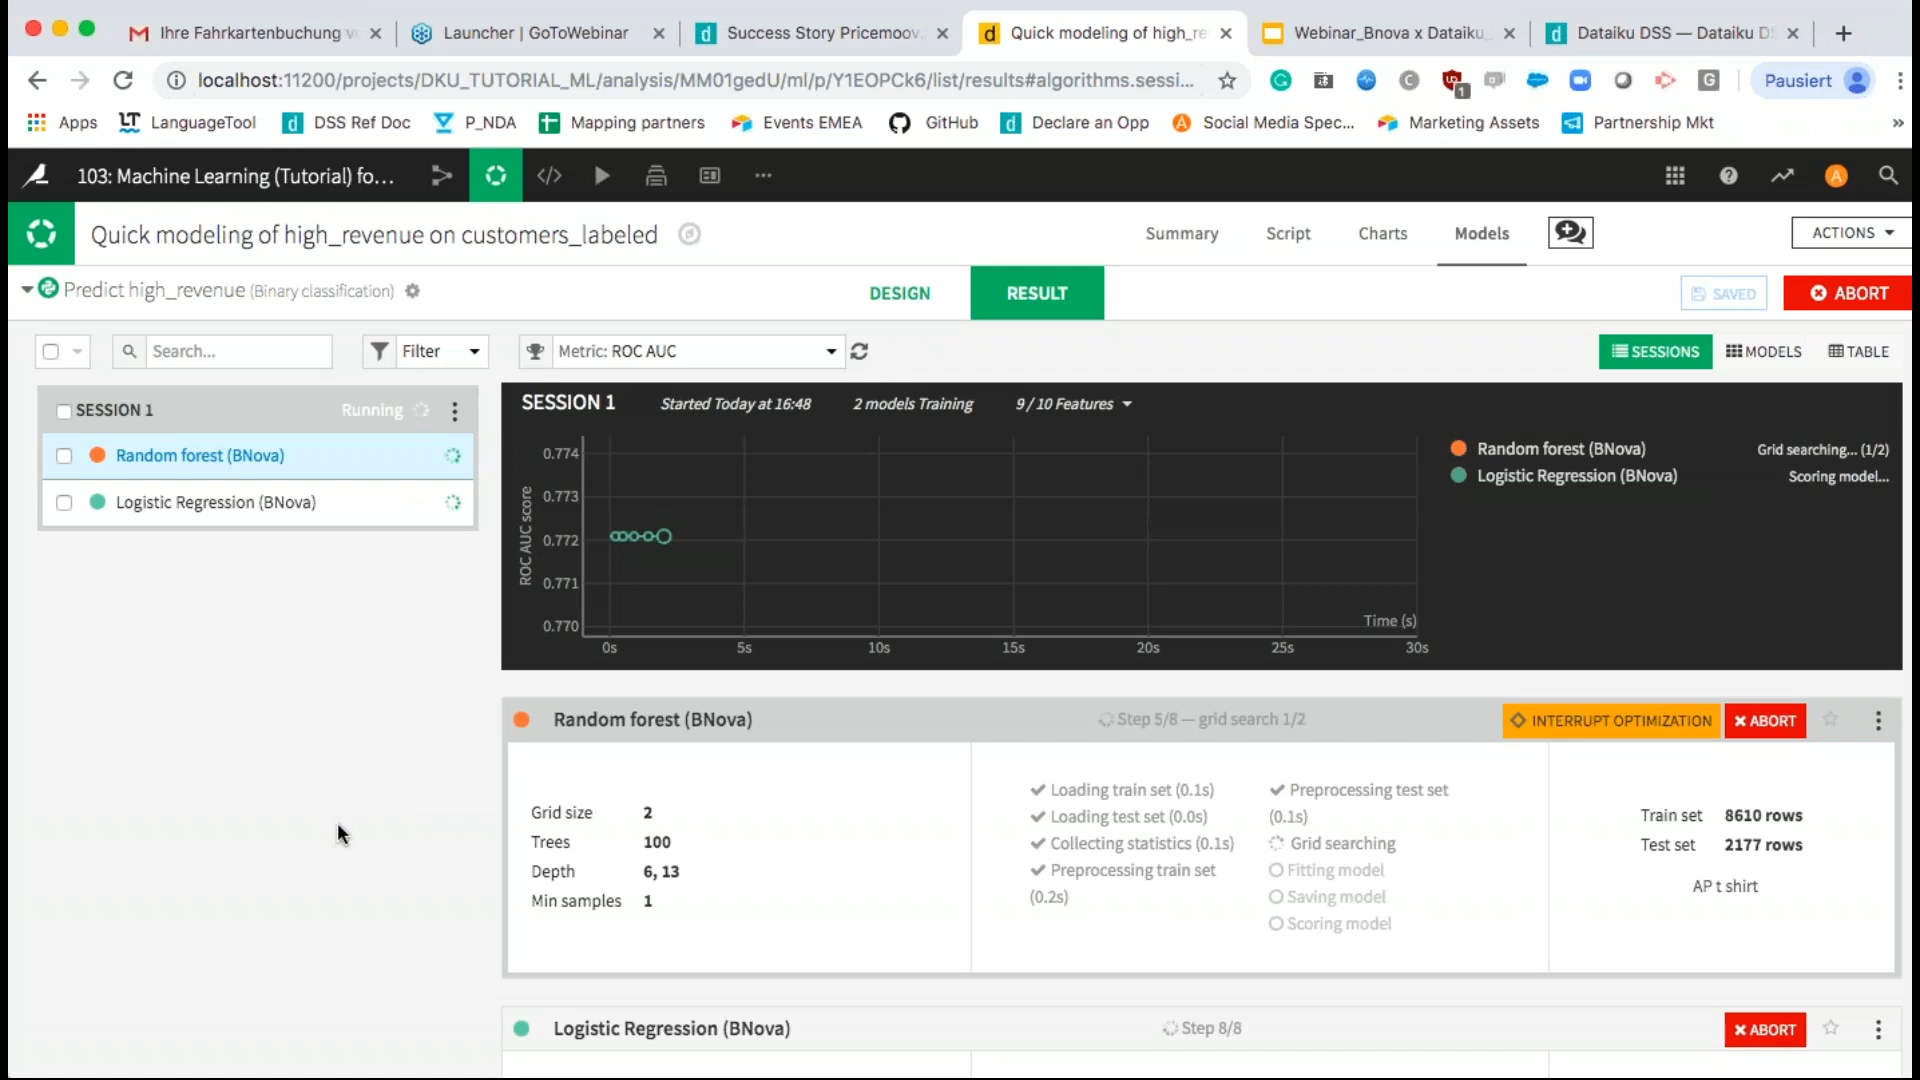 Ihre Fahrkartenbuchung v
Launcher | GoToWebinar
Success Story Pricemoov.
Quick modeling of high_re
Webinar_Bnova x Dataiku_
Dataiku DSS — Dataiku D
localhost:11200/projects/DKU_TUTORIAL_ML/analysis/MM01gedU/ml/p/Y1EOPCk6/list/results#algorithms.sessi...
1
C
G
Pausiert
Apps
LanguageTool
DSS Ref Doc
P_NDA
Mapping partners
Events EMEA
GitHub
Declare an Opp
Social Media Spec...
Marketing Assets
Partnership Mkt
»
103: Machine Learning (Tutorial) fo...
A
Quick modeling of high_revenue on customers_labeled
Summary
Script
Charts
Models
ACTIONS
Predict high_revenue (Binary classification)
DESIGN
RESULT
SAVED
ABORT
Search...
Filter
Metric: ROC AUC
SESSIONS
MODELS
TABLE
SESSION 1
Running
Random forest (BNova)
Logistic Regression (BNova)
SESSION 1
Started Today at 16:48
2 models Training
9 / 10 Features
ROC AUC score
0.774
0.773
0.772
0.771
0.770
Time (s)
0s
5s
10s
15s
20s
25s
30s
Random forest (BNova)
Grid searching... (1/2)
Logistic Regression (BNova)
Scoring model...
Random forest (BNova)
Step 5/8 — grid search 1/2
INTERRUPT OPTIMIZATION
ABORT
Grid size 2
Trees 100
Depth 6, 13
Min samples 1
Loading train set (0.1s)
Loading test set (0.0s)
Collecting statistics (0.1s)
Preprocessing train set
(0.2s)
Preprocessing test set
(0.1s)
Grid searching
Fitting model
Saving model
Scoring model
Train set 8610 rows
Test set 2177 rows
AP t shirt
Logistic Regression (BNova)
Step 8/8
ABORT